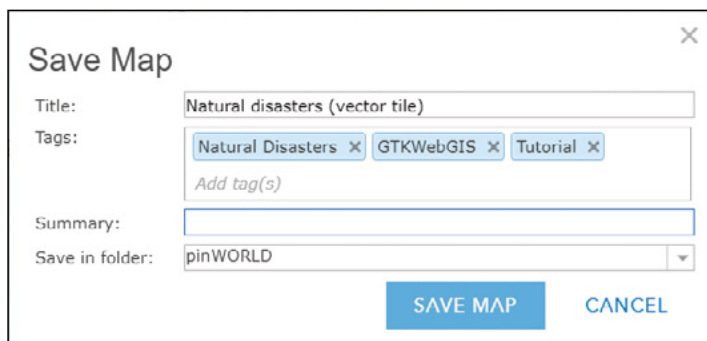 Save Map
Title: Natural disasters (vector tile)
Tags: Natural Disasters × GTKWebGIS × Tutorial ×
Add tag(s)
Summary:
Save in folder: pinWORLD
SAVE MAP CANCEL